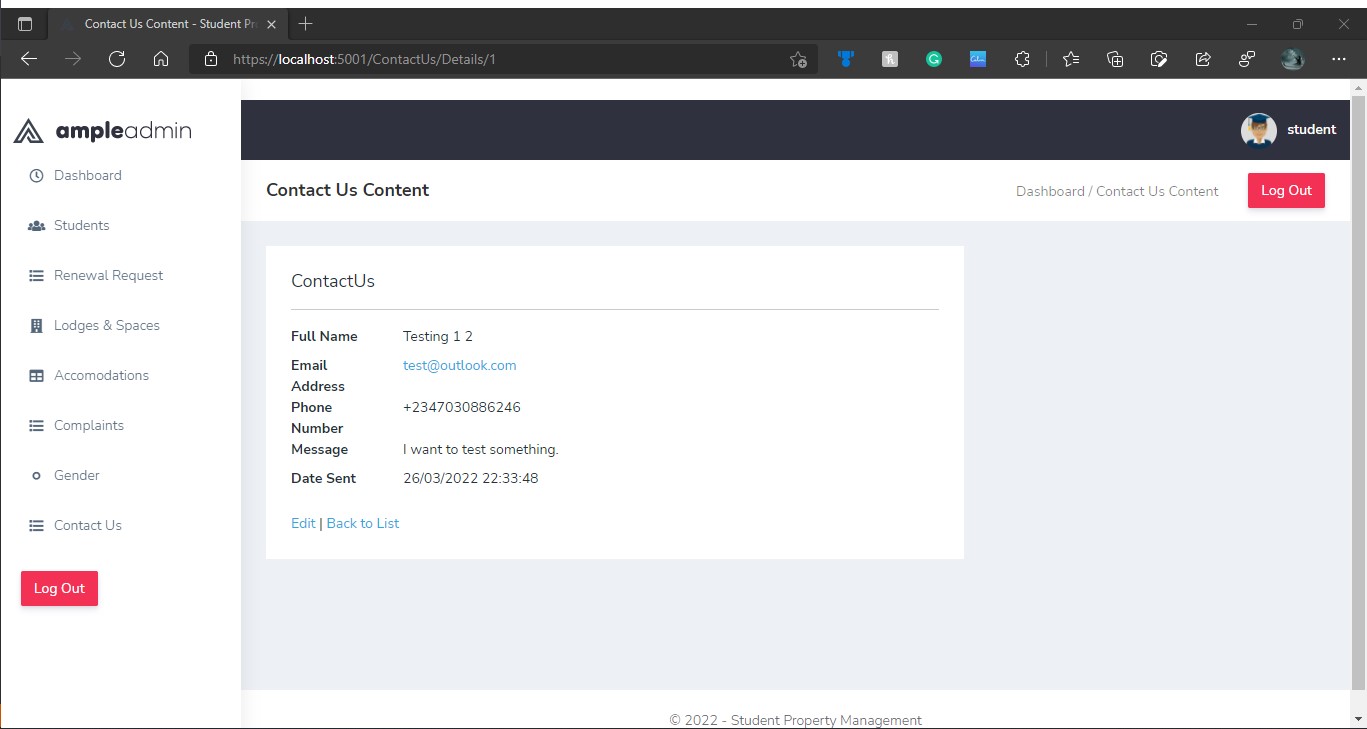 Contact Us Content - Student Pr
https://localhost:5001/ContactUs/Details/1
ampleadmin
student
Dashboard
Students
Renewal Request
Lodges & Spaces
Accomodations
Complaints
Gender
Contact Us
Log Out
Contact Us Content
Dashboard / Contact Us Content
Log Out
ContactUs
Full Name Testing 1 2
Email Address test@outlook.com
Phone Number +2347030886246
Message I want to test something.
Date Sent 26/03/2022 22:33:48
Edit | Back to List
© 2022 - Student Property Management